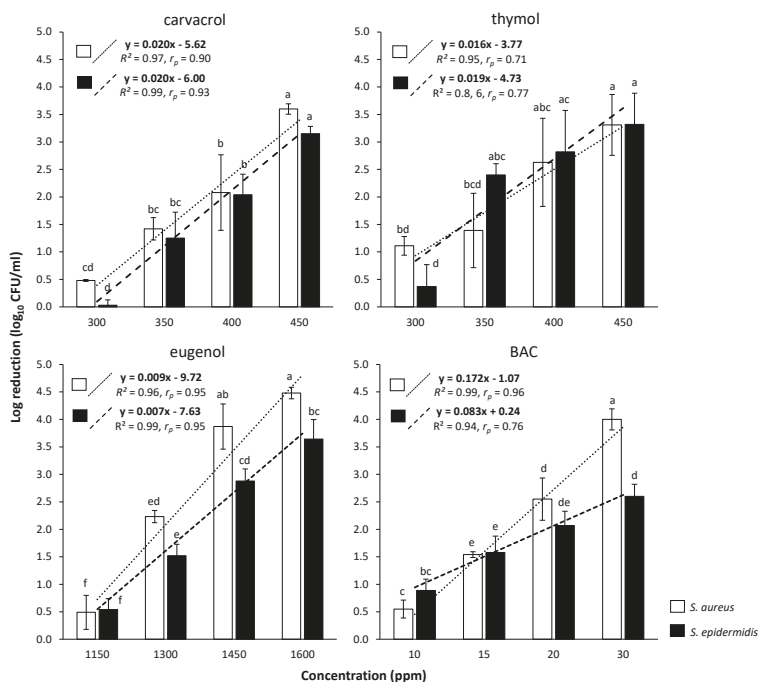 carvacrol
5.0
4.5
4.0
3.5
3.0
2.5
2.0
1.5
1.0
0.5
0.0
y = 0.020x - 5.62
R² = 0.97, rₚ = 0.90
y = 0.020x - 6.00
R² = 0.99, rₚ = 0.93
cd
d
bc
bc
b
b
a
a
300
350
400
450
thymol
5.0
4.5
4.0
3.5
3.0
2.5
2.0
1.5
1.0
0.5
0.0
y = 0.016x - 3.77
R² = 0.95, rₚ = 0.71
y = 0.019x - 4.73
R² = 0.8, 6, rₚ = 0.77
bd
d
bcd
abc
abc
ac
a
a
300
350
400
450
Log reduction (log₁₀ CFU/ml)
eugenol
5.0
4.5
4.0
3.5
3.0
2.5
2.0
1.5
1.0
0.5
0.0
y = 0.009x - 9.72
R² = 0.96, rₚ = 0.95
y = 0.007x - 7.63
R² = 0.99, rₚ = 0.95
f
f
ed
e
ab
cd
a
bc
1150
1300
1450
1600
BAC
5.0
4.5
4.0
3.5
3.0
2.5
2.0
1.5
1.0
0.5
0.0
y = 0.172x - 1.07
R² = 0.99, rₚ = 0.96
y = 0.083x + 0.24
R² = 0.94, rₚ = 0.76
c
bc
e
e
d
de
a
b
10
15
20
30
S. aureus
S. epidermidis
Concentration (ppm)